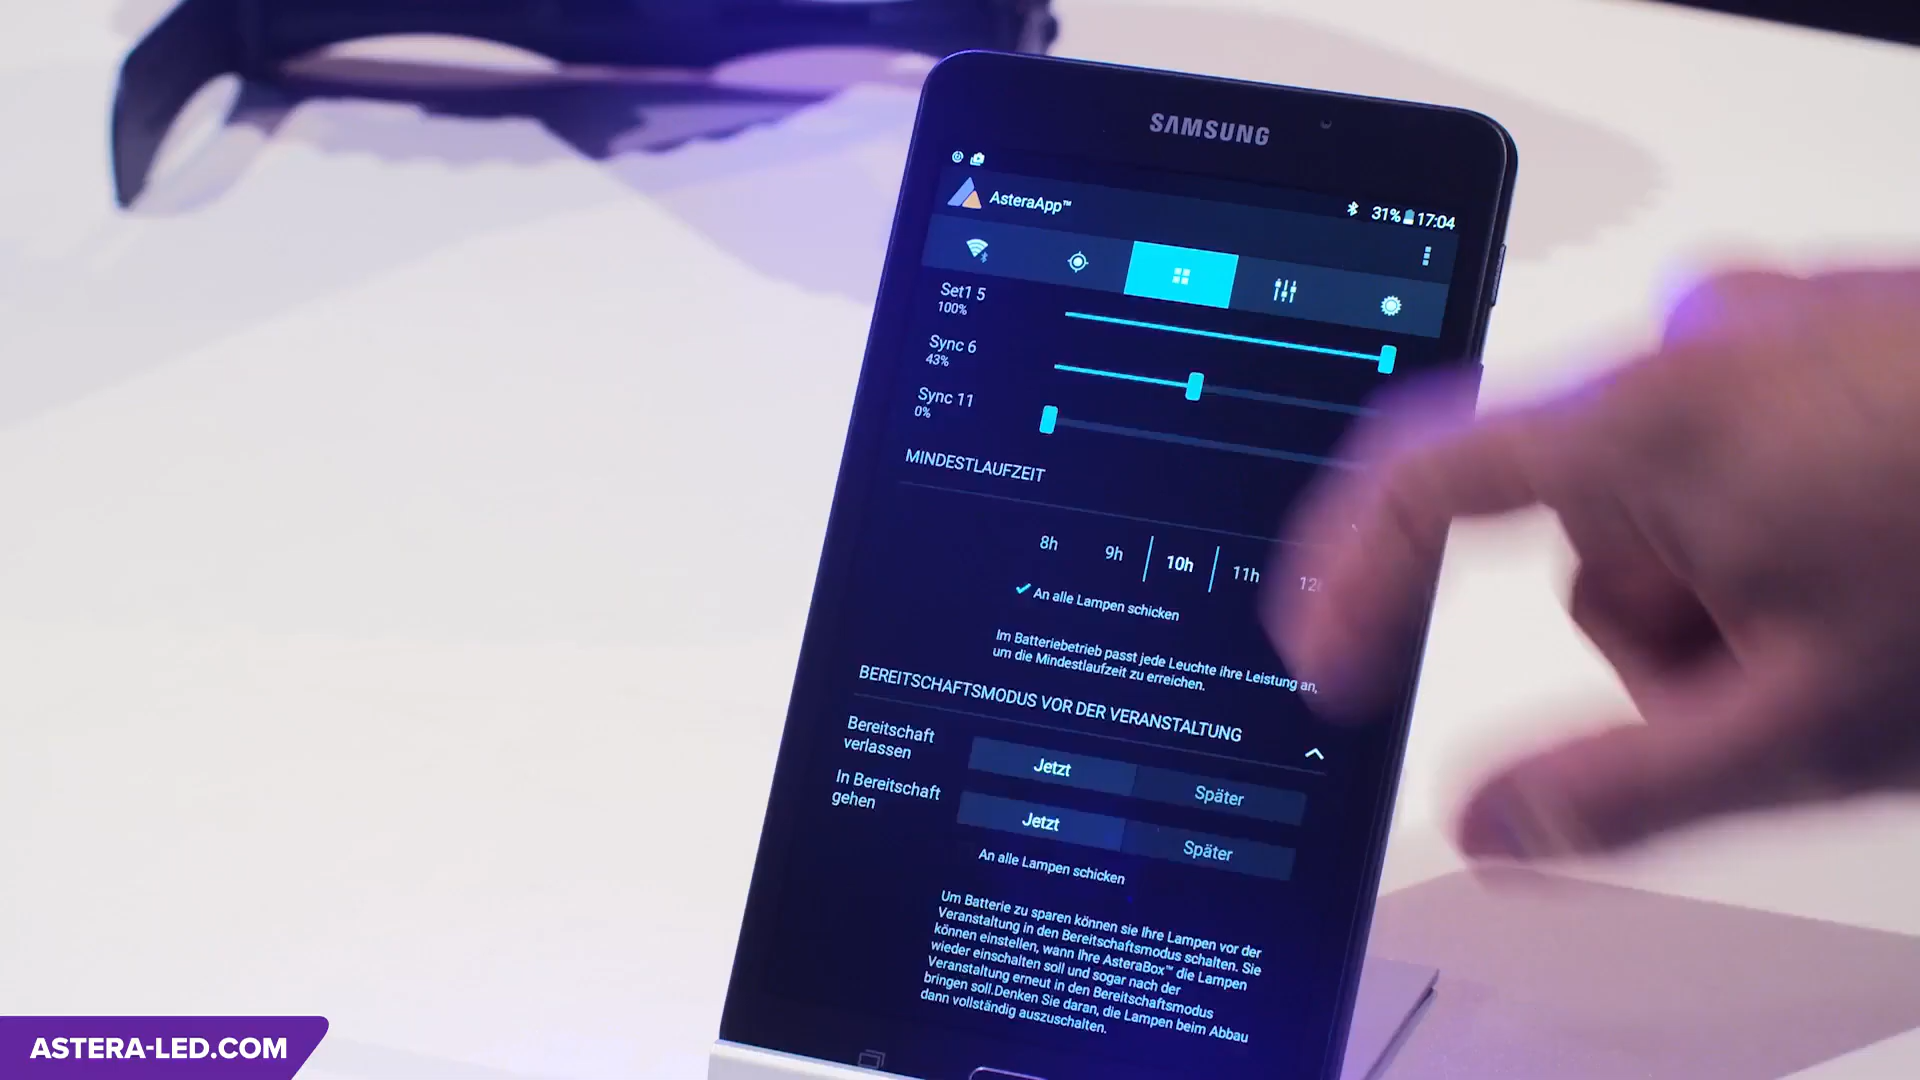 SAMSUNG
AsteraApp™
31% 17:04
Set1 5
100%
Sync 6
43%
Sync 11
0%
MINDESTLAUFZEIT
8h 9h 10h 11h
An alle Lampen schicken
Im Batteriebetrieb passt jede Leuchte ihre Leistung an,
um die Mindestlaufzeit zu erreichen.
BEREITSCHAFTSMODUS VOR DER VERANSTALTUNG
Bereitschaft
verlassen
Jetzt Später
In Bereitschaft
gehen
Jetzt Später
An alle Lampen schicken
Um Batterie zu sparen können sie Ihre Lampen vor der
Veranstaltung in den Bereitschaftsmodus schalten. Sie
können einstellen, wann Ihre AsteraBox™ die Lampen
wieder einschalten soll und sogar nach der
Veranstaltung erneut in den Bereitschaftsmodus
bringen soll.Denken Sie daran, die Lampen beim Abbau
dann vollständig auszuschalten.
ASTERA-LED.COM